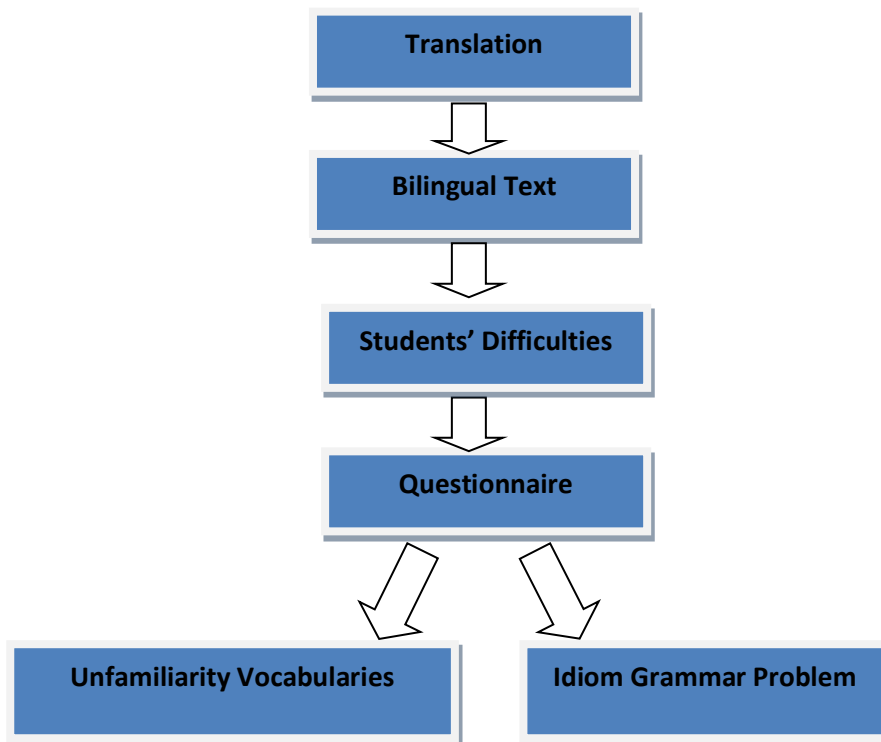 Translation
Bilingual Text
Students’ Difficulties
Questionnaire
Unfamiliarity Vocabularies
Idiom Grammar Problem